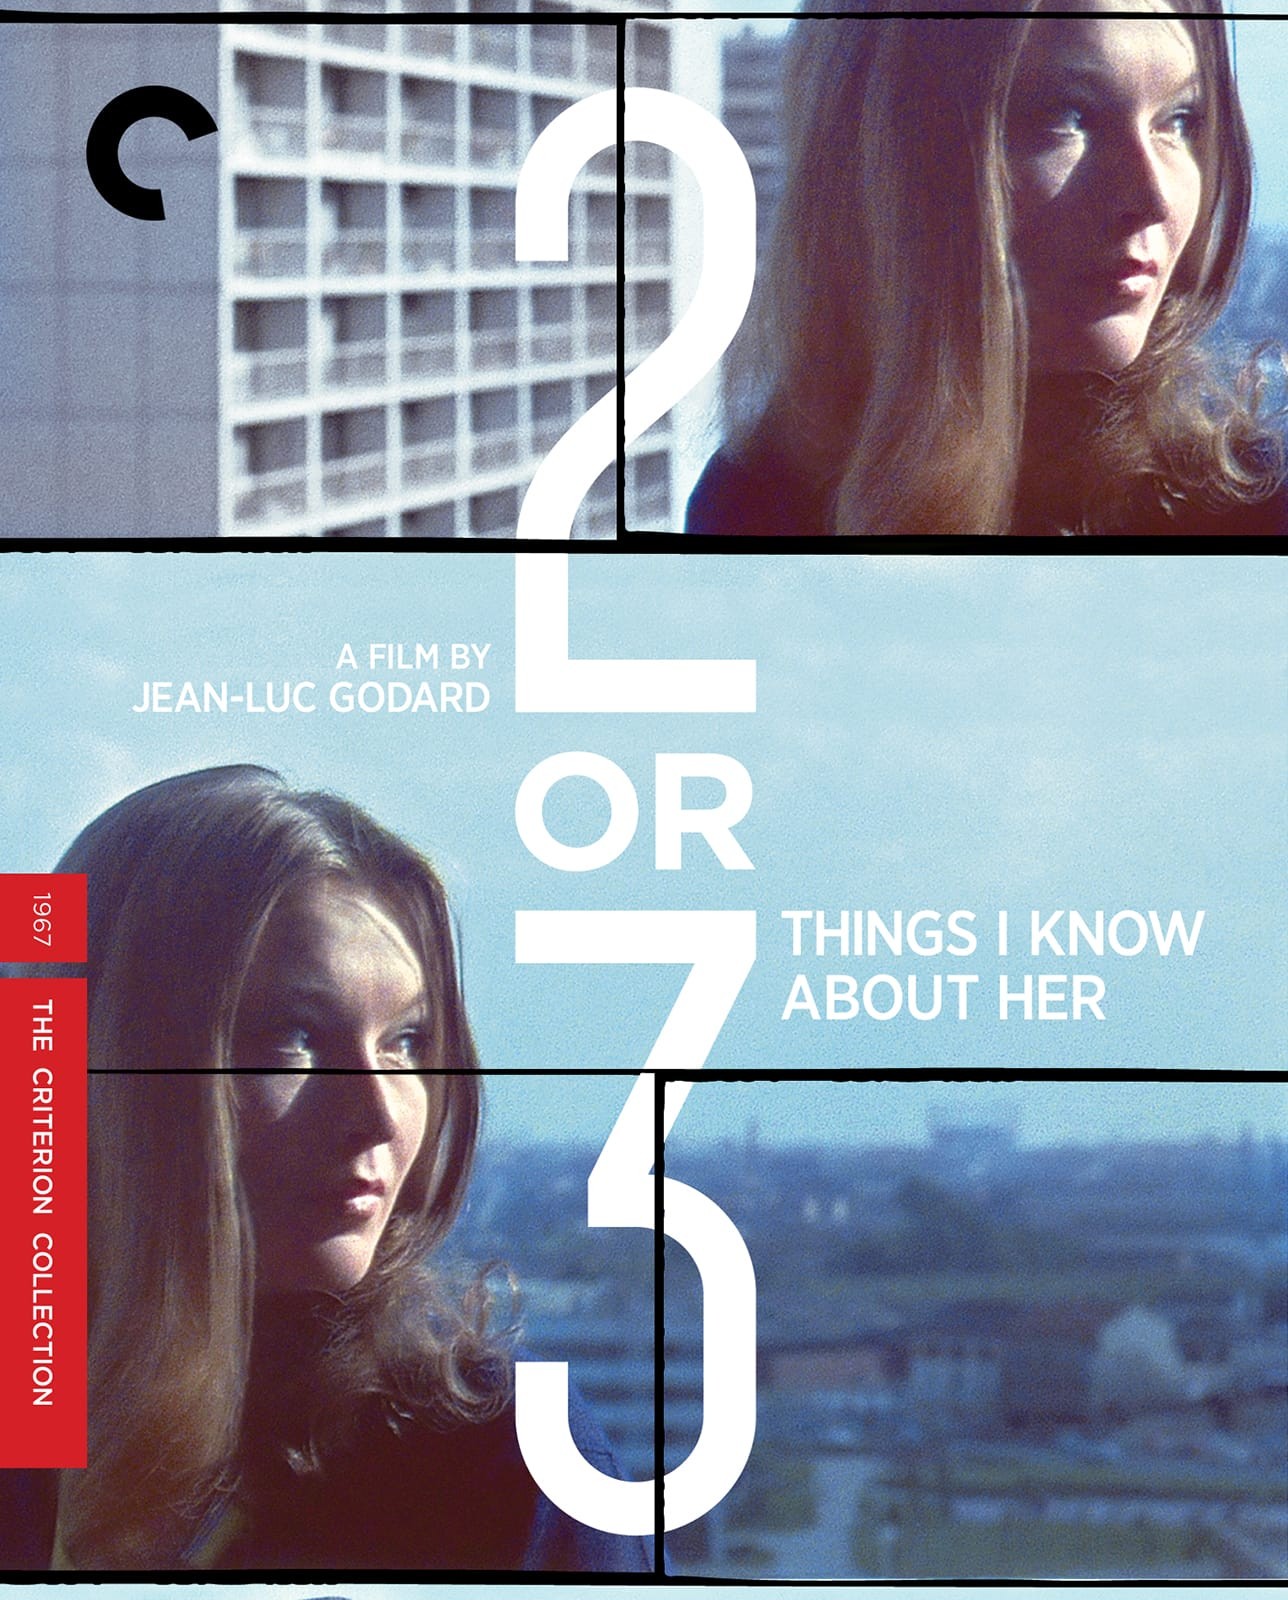 2
A FILM BY
JEAN-LUC GODARD
OR
3
THINGS I KNOW
ABOUT HER
1967
THE CRITERION COLLECTION